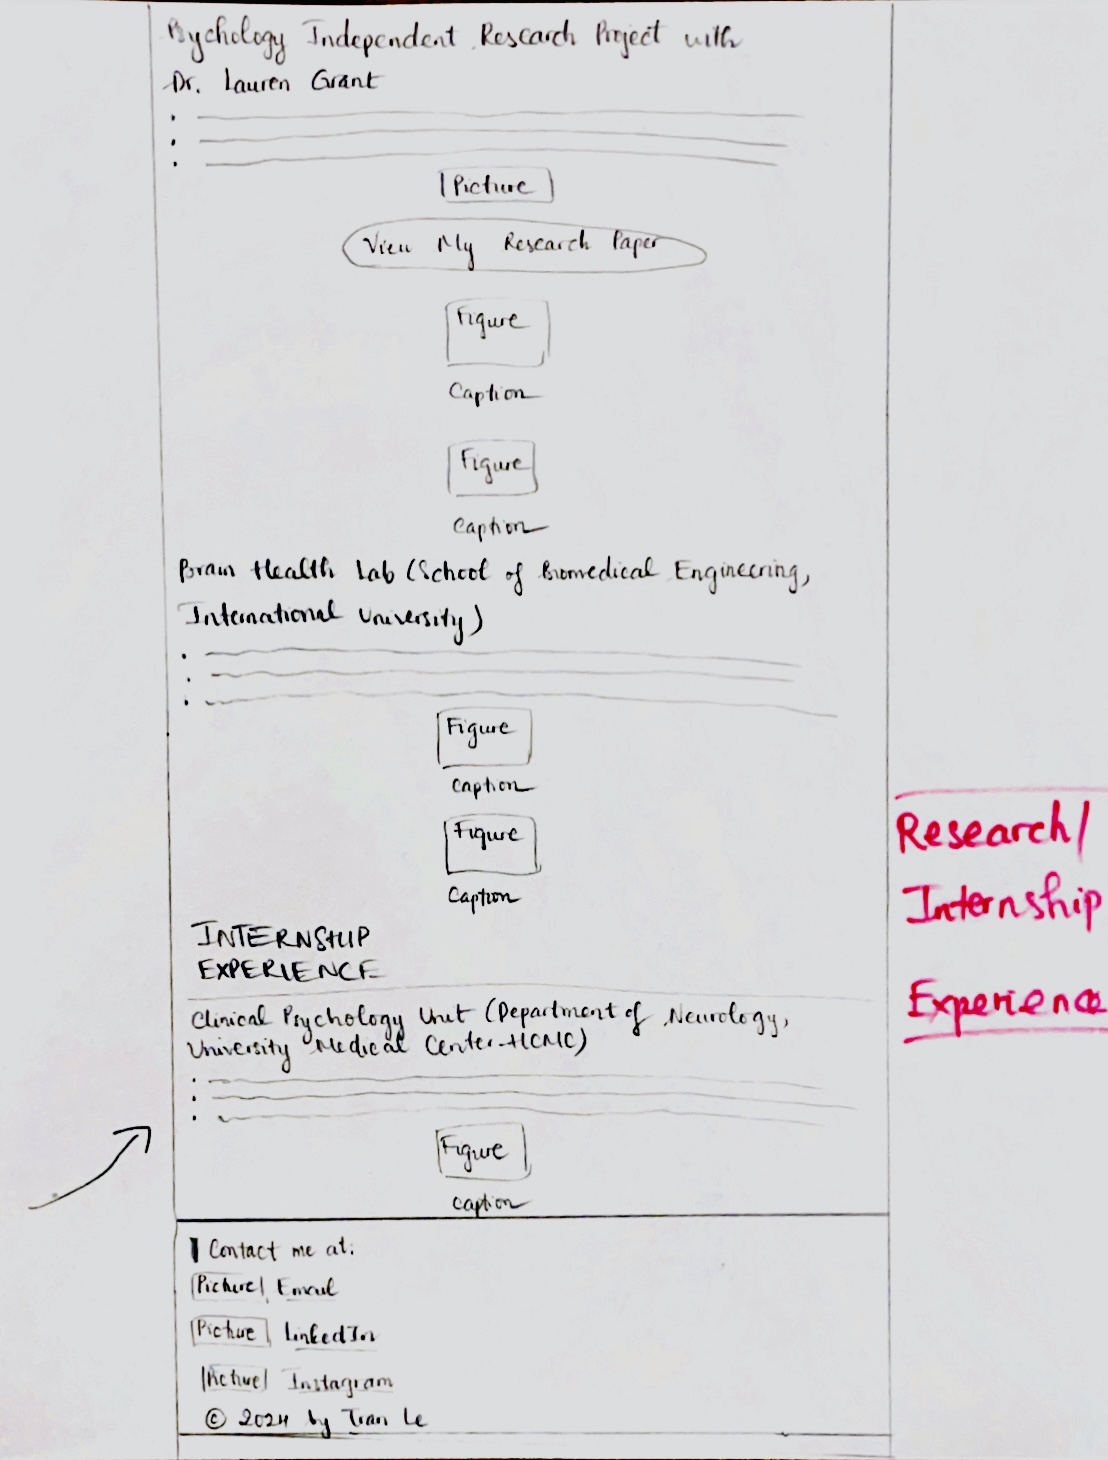 Psychology Independent Research Project with
Dr. Lauren Grant
Picture
View My Research Paper
Figure
Caption
Figure
Caption
Brain Health Lab (School of Biomedical Engineering,
International University)
Figure
Caption
Figure
Caption
INTERNSHIP
EXPERIENCE
Clinical Psychology Unit (Department of Neurology,
University Medical Center-HCMC)
Figure
Caption
Contact me at:
Picture Email
Picture LinkedIn
Picture Instagram
© 2024 by Tran Le
Research/
Internship
Experience